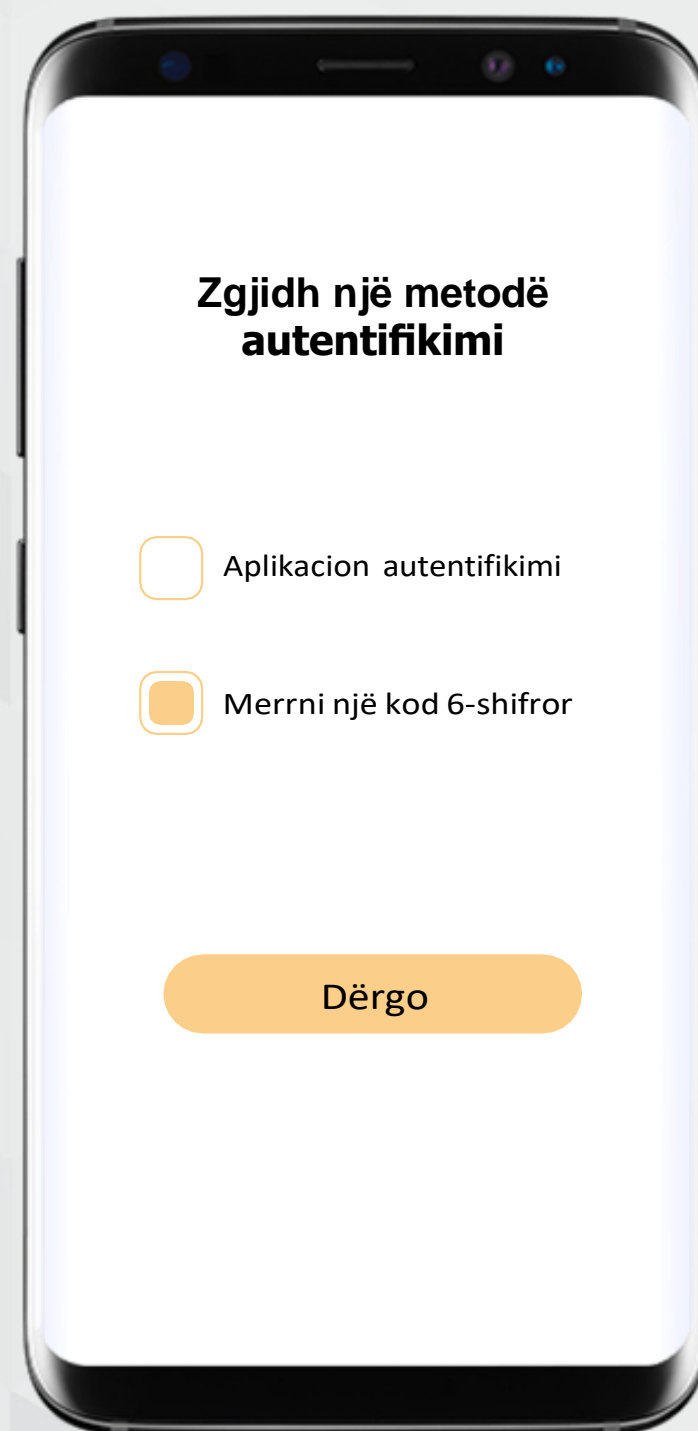 Zgjidh një metodë
autentifikimi
Aplikacion autentifikimi
Merrni një kod 6-shifror
Dërgo